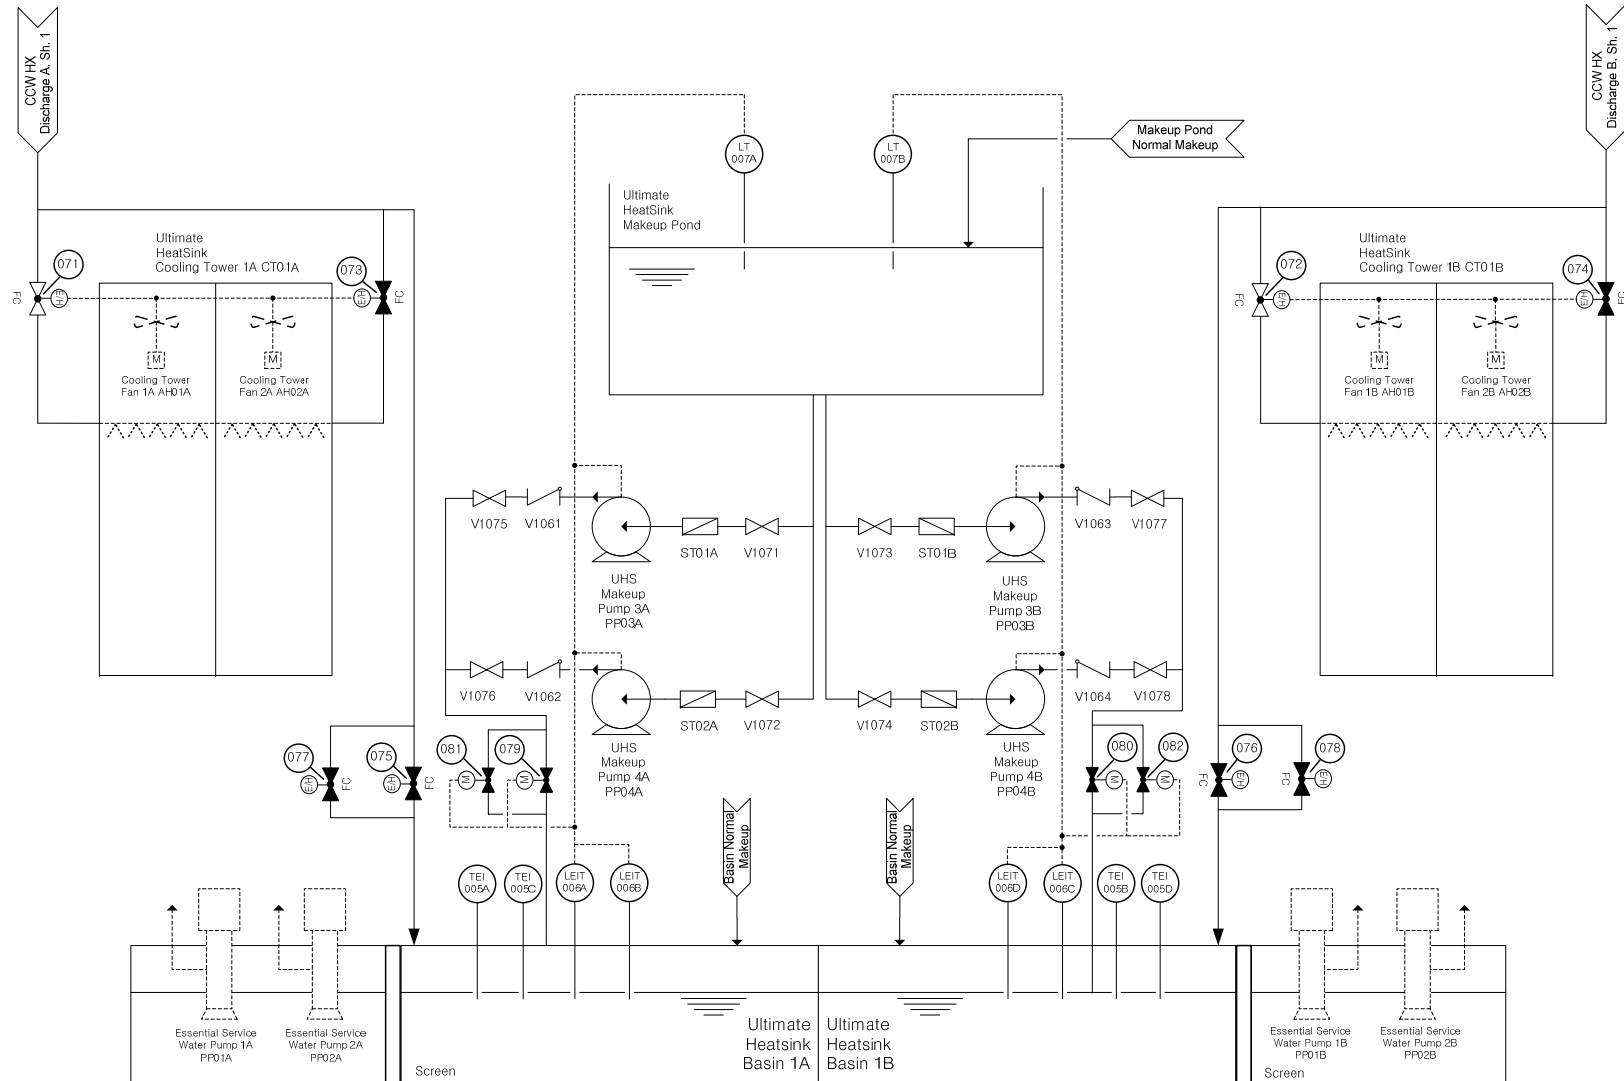 CCW HX
Discharge A. Sh. 1
CCW HX
Discharge B. Sh. 1
Makeup Pond
Normal Makeup
LT
007A
LT
007B
Ultimate
HeatSink
Makeup Pond
Ultimate
HeatSink
Cooling Tower 1A CT01A
071
073
FC
E/H
E/H
FC
M
M
Cooling Tower
Fan 1A AH01A
Cooling Tower
Fan 2A AH02A
Ultimate
HeatSink
Cooling Tower 1B CT01B
072
074
FC
E/H
E/H
FC
M
M
Cooling Tower
Fan 1B AH01B
Cooling Tower
Fan 2B AH02B
V1075
V1061
ST01A
V1071
V1073
ST01B
V1063
V1077
UHS
Makeup
Pump 3A
PP03A
UHS
Makeup
Pump 3B
PP03B
V1076
V1062
ST02A
V1072
V1074
ST02B
V1064
V1078
UHS
Makeup
Pump 4A
PP04A
UHS
Makeup
Pump 4B
PP04B
077
075
081
079
080
082
076
078
E/H
FC
E/H
FC
M
M
M
M
FC
E/H
FC
E/H
Basin Normal
Makeup
Basin Normal
Makeup
TEI
005A
TEI
005C
LEIT
006A
LEIT
006B
LEIT
006D
LEIT
006C
TEI
005B
TEI
005D
Essential Service
Water Pump 1A
PP01A
Essential Service
Water Pump 2A
PP02A
Screen
Ultimate
Heatsink
Basin 1A
Ultimate
Heatsink
Basin 1B
Essential Service
Water Pump 1B
PP01B
Essential Service
Water Pump 2B
PP02B
Screen